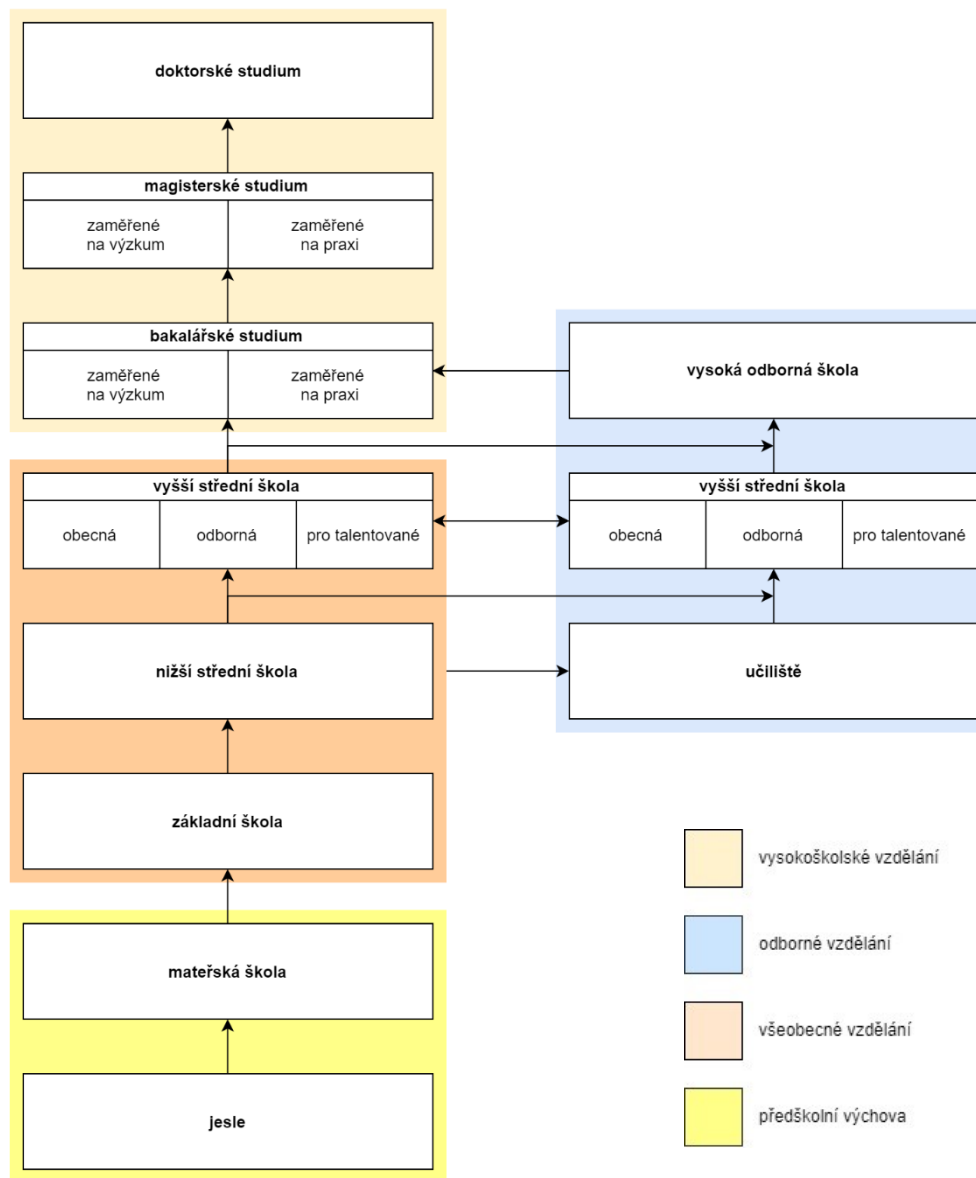 doktorské studium
magisterské studium
zaměřené
na výzkum
zaměřené
na praxi
bakalářské studium
zaměřené
na výzkum
zaměřené
na praxi
vysoká odborná škola
vyšší střední škola
obecná
odborná
pro talentované
vyšší střední škola
obecná
odborná
pro talentované
nižší střední škola
učiliště
základní škola
mateřská škola
jesle
vysokoškolské vzdělání
odborné vzdělání
všeobecné vzdělání
předškolní výchova